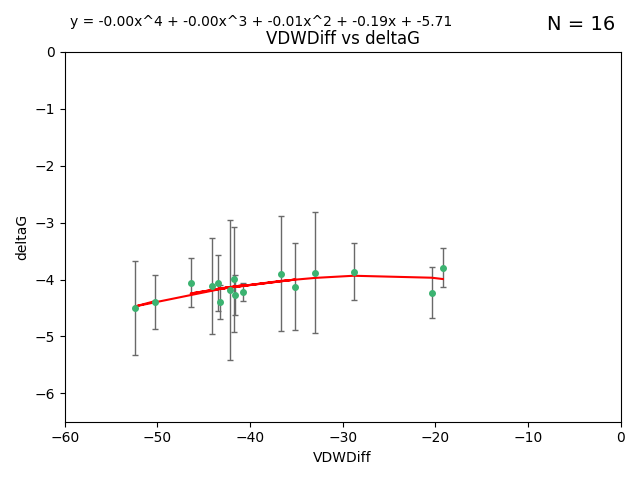 y = -0.00x^4 + -0.00x^3 + -0.01x^2 + -0.19x + -5.71
N = 16
VDWDiff vs deltaG
0
−1
−2
−3
−4
−5
−6
deltaG
−60 −50 −40 −30 −20 −10 0
VDWDiff